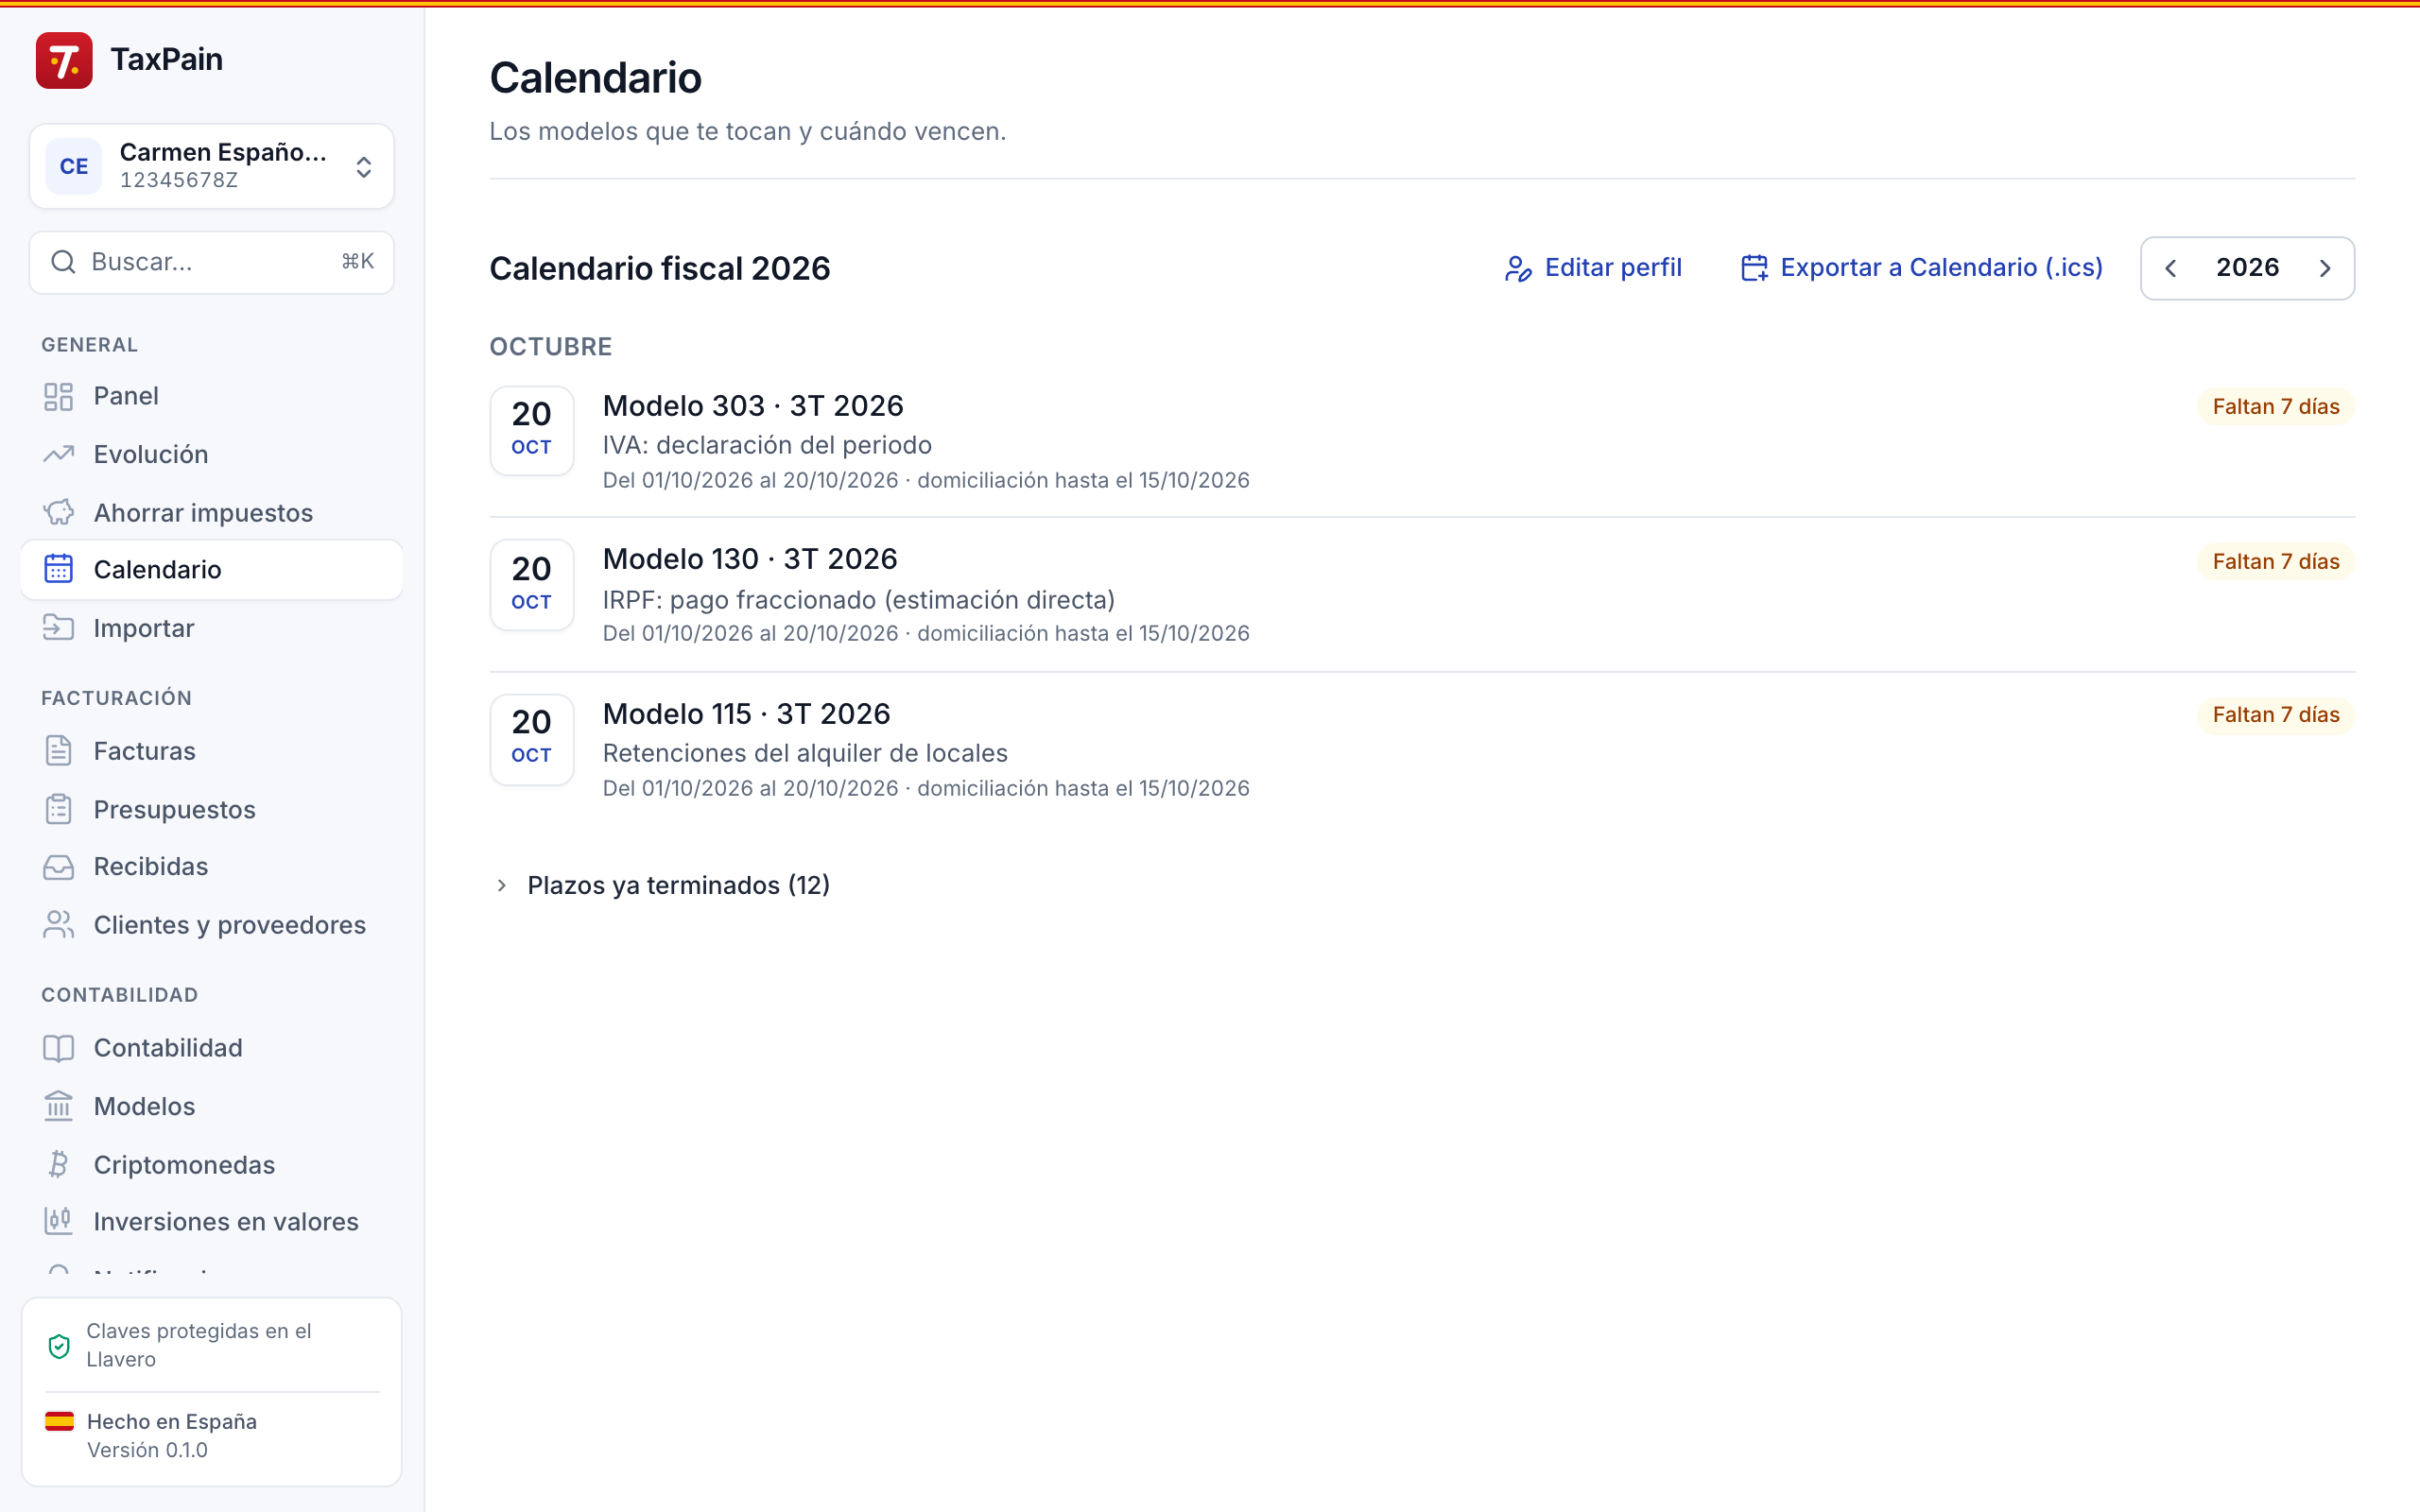 TaxPain
CE
Carmen Españo...
12345678Z
Buscar...
⌘K
GENERAL
Panel
Evolución
Ahorrar impuestos
Calendario
Importar
FACTURACIÓN
Facturas
Presupuestos
Recibidas
Clientes y proveedores
CONTABILIDAD
Contabilidad
Modelos
Criptomonedas
Inversiones en valores
Claves protegidas en el
Llavero
Hecho en España
Versión 0.1.0
Calendario
Los modelos que te tocan y cuándo vencen.
Calendario fiscal 2026
Editar perfil
Exportar a Calendario (.ics)
2026
OCTUBRE
20
OCT
Modelo 303 · 3T 2026
IVA: declaración del periodo
Del 01/10/2026 al 20/10/2026 · domiciliación hasta el 15/10/2026
Faltan 7 días
20
OCT
Modelo 130 · 3T 2026
IRPF: pago fraccionado (estimación directa)
Del 01/10/2026 al 20/10/2026 · domiciliación hasta el 15/10/2026
Faltan 7 días
20
OCT
Modelo 115 · 3T 2026
Retenciones del alquiler de locales
Del 01/10/2026 al 20/10/2026 · domiciliación hasta el 15/10/2026
Faltan 7 días
Plazos ya terminados (12)